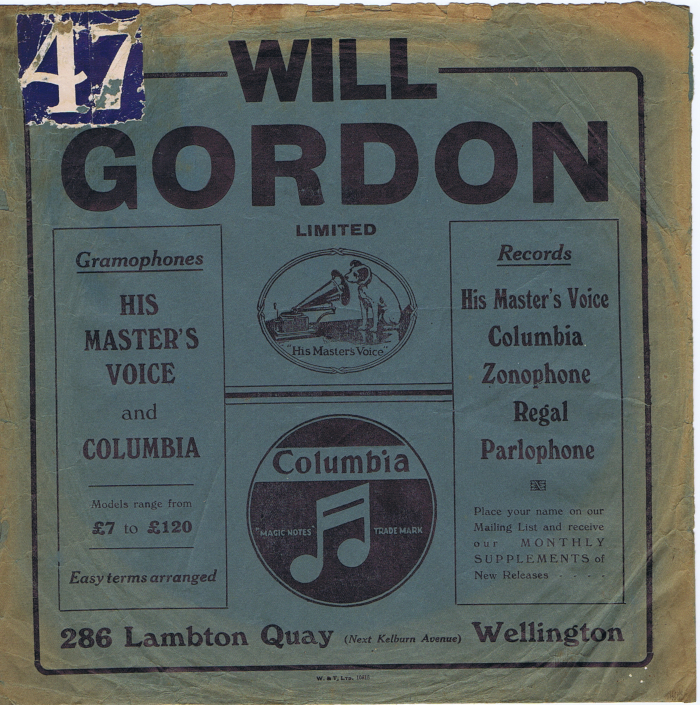 47
WILL
GORDON
LIMITED
Gramophones
HIS
MASTER'S
VOICE
and
COLUMBIA
Models range from
£7 to £120
Easy terms arranged
"His Master's Voice"
Columbia
"MAGIC NOTES" TRADE MARK
Records
His Master's Voice
Columbia
Zonophone
Regal
Parlophone
Place your name on our
Mailing List and receive
our MONTHLY
SUPPLEMENTS of
New Releases . . . .
286 Lambton Quay (Next Kelburn Avenue) Wellington
W. & T., LTD.